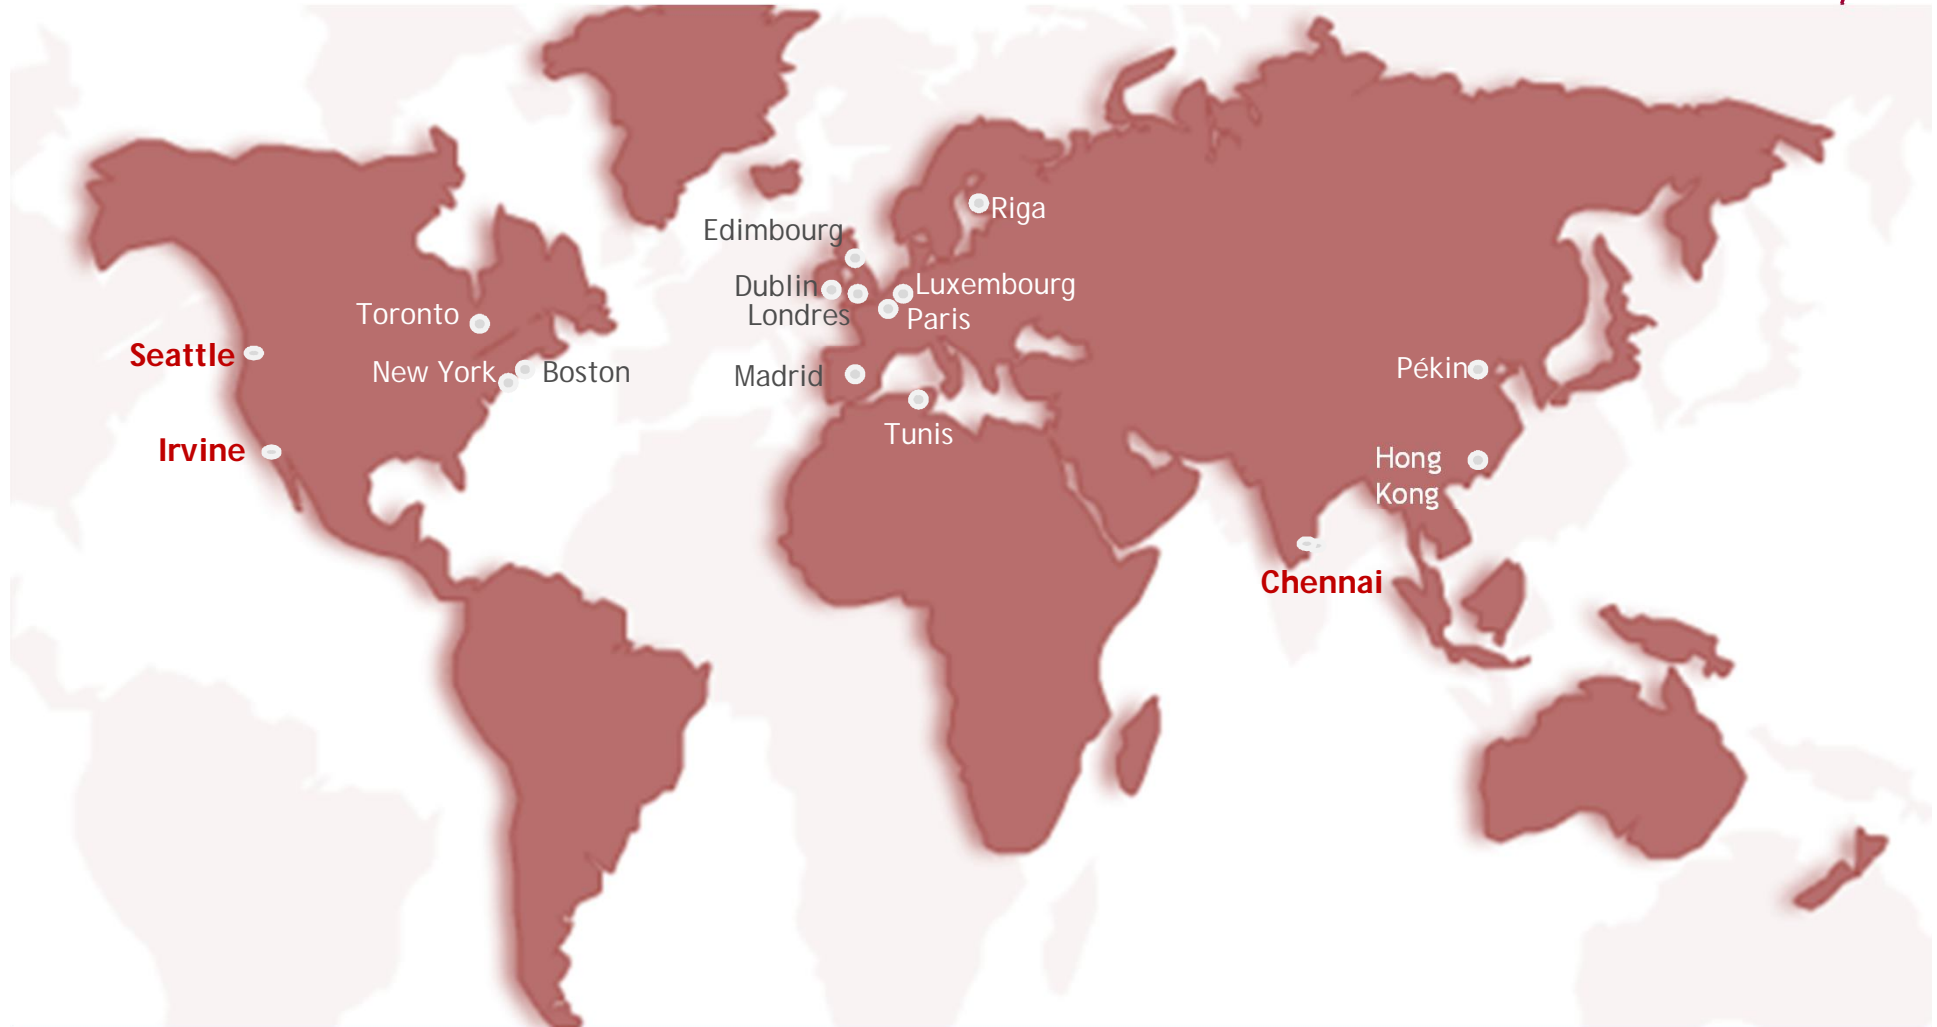 Riga
Edimbourg
Dublin
Luxembourg
Londres
Paris
Toronto
Seattle
New York
Boston
Madrid
Pékin
Tunis
Irvine
Hong
Kong
Chennai